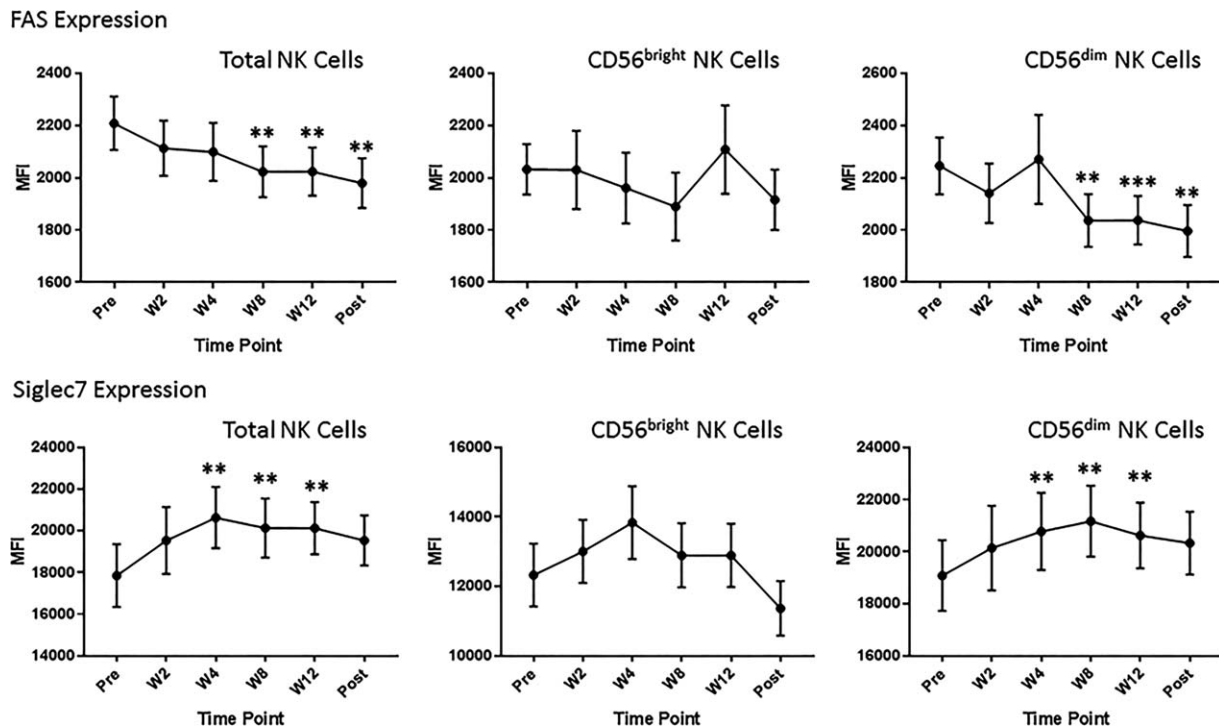 FAS Expression
Total NK Cells
2400
2200
2000
1800
1600
MFI
** ** **
Pre W2 W4 W8 W12 Post
Time Point
CD56bright NK Cells
2400
2200
2000
1800
1600
MFI
Pre W2 W4 W8 W12 Post
Time Point
CD56dim NK Cells
2600
2400
2200
2000
1800
MFI
** *** **
Pre W2 W4 W8 W12 Post
Time Point
Siglec7 Expression
Total NK Cells
24000
22000
20000
18000
16000
14000
MFI
** ** **
Pre W2 W4 W8 W12 Post
Time Point
CD56bright NK Cells
16000
14000
12000
10000
MFI
Pre W2 W4 W8 W12 Post
Time Point
CD56dim NK Cells
24000
22000
20000
18000
16000
MFI
** ** **
Pre W2 W4 W8 W12 Post
Time Point